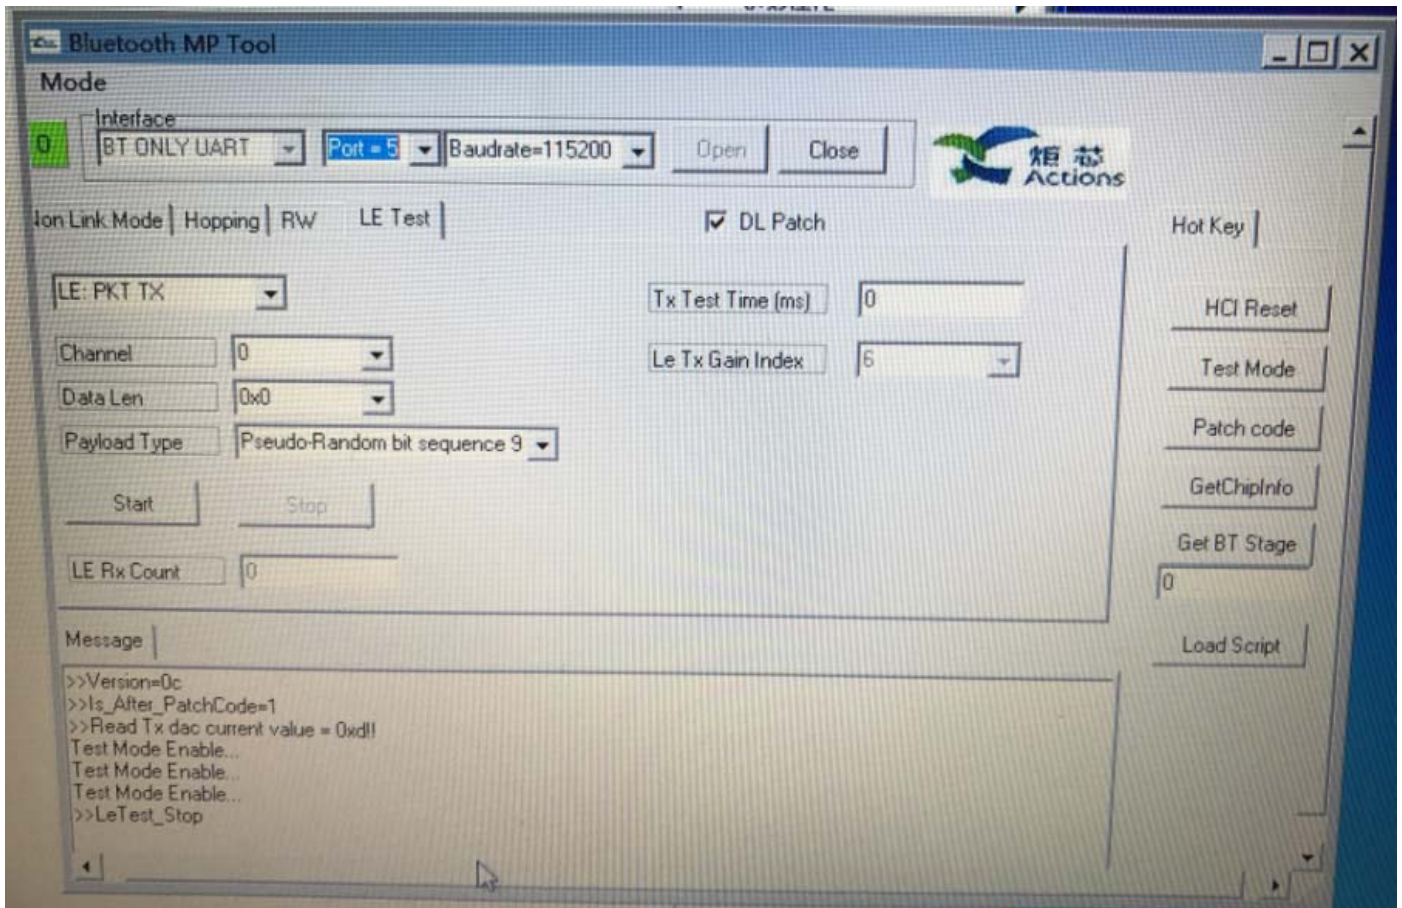 Bluetooth MP Tool
Mode
0
Interface
BT ONLY UART
Port = 5
Baudrate=115200
Open
Close
炬芯
Actions
Non Link Mode
Hopping
RW
LE Test
DL Patch
Hot Key
LE: PKT TX
Tx Test Time (ms)
0
HCI Reset
Channel
0
Le Tx Gain Index
6
Test Mode
Data Len
0x0
Payload Type
Pseudo-Random bit sequence 9
Patch code
Start
Stop
GetChipInfo
Get BT Stage
LE Rx Count
0
0
Message
Load Script
>>Version=0c
>>Is_After_PatchCode=1
>>Read Tx dac current value = 0xd!!
Test Mode Enable...
Test Mode Enable...
Test Mode Enable...
>>LeTest_Stop